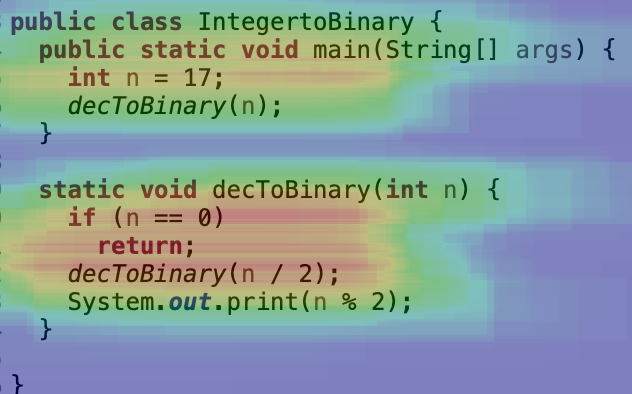 public class IntegertoBinary {
public static void main(String[] args) {
int n = 17;
decToBinary(n);
}
static void decToBinary(int n) {
if (n == 0)
return;
decToBinary(n / 2);
System.out.print(n % 2);
}
}